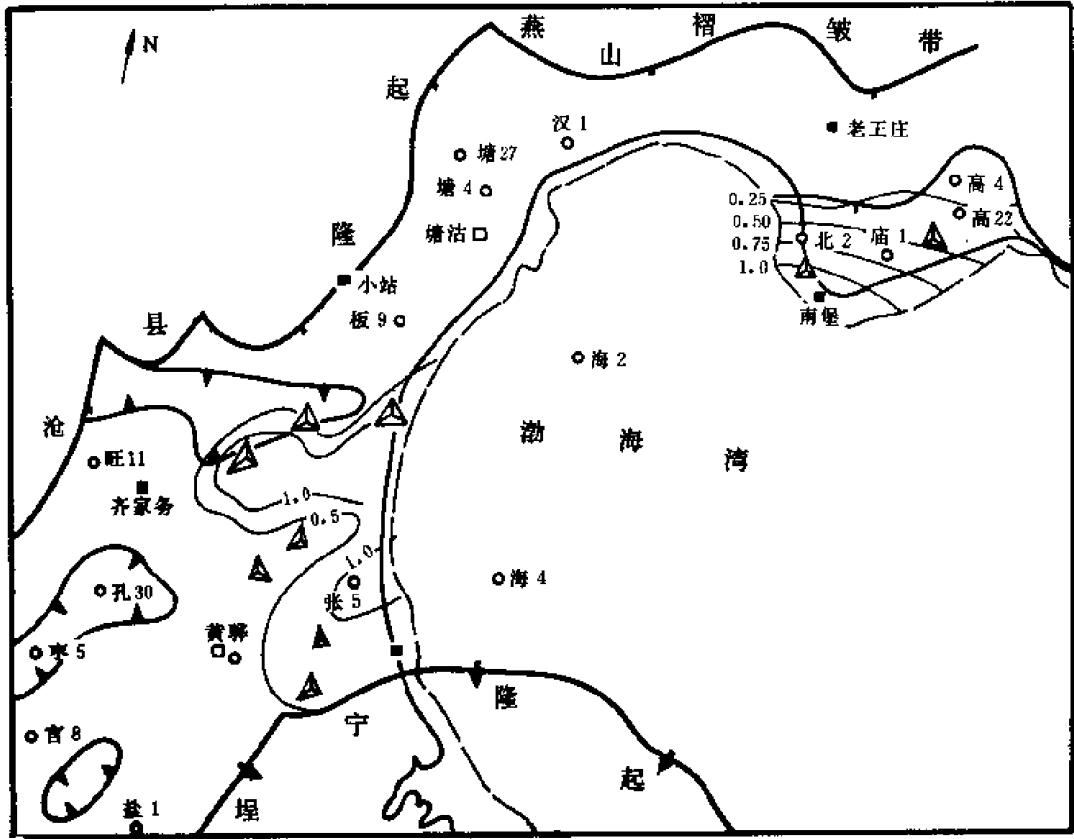 N
燕山褶皱带
沧县隆起
汉 1
老王庄
塘 27
塘 4
塘沽
高 4
高 22
0.25
0.50
0.75
1.0
北 2
庙 1
南堡
小站
板 9
海 2
渤海湾
旺 11
齐家务
1.0
0.5
1.0
张 5
海 4
孔 30
黄骅
枣 5
官 8
盐 1
埕宁隆起